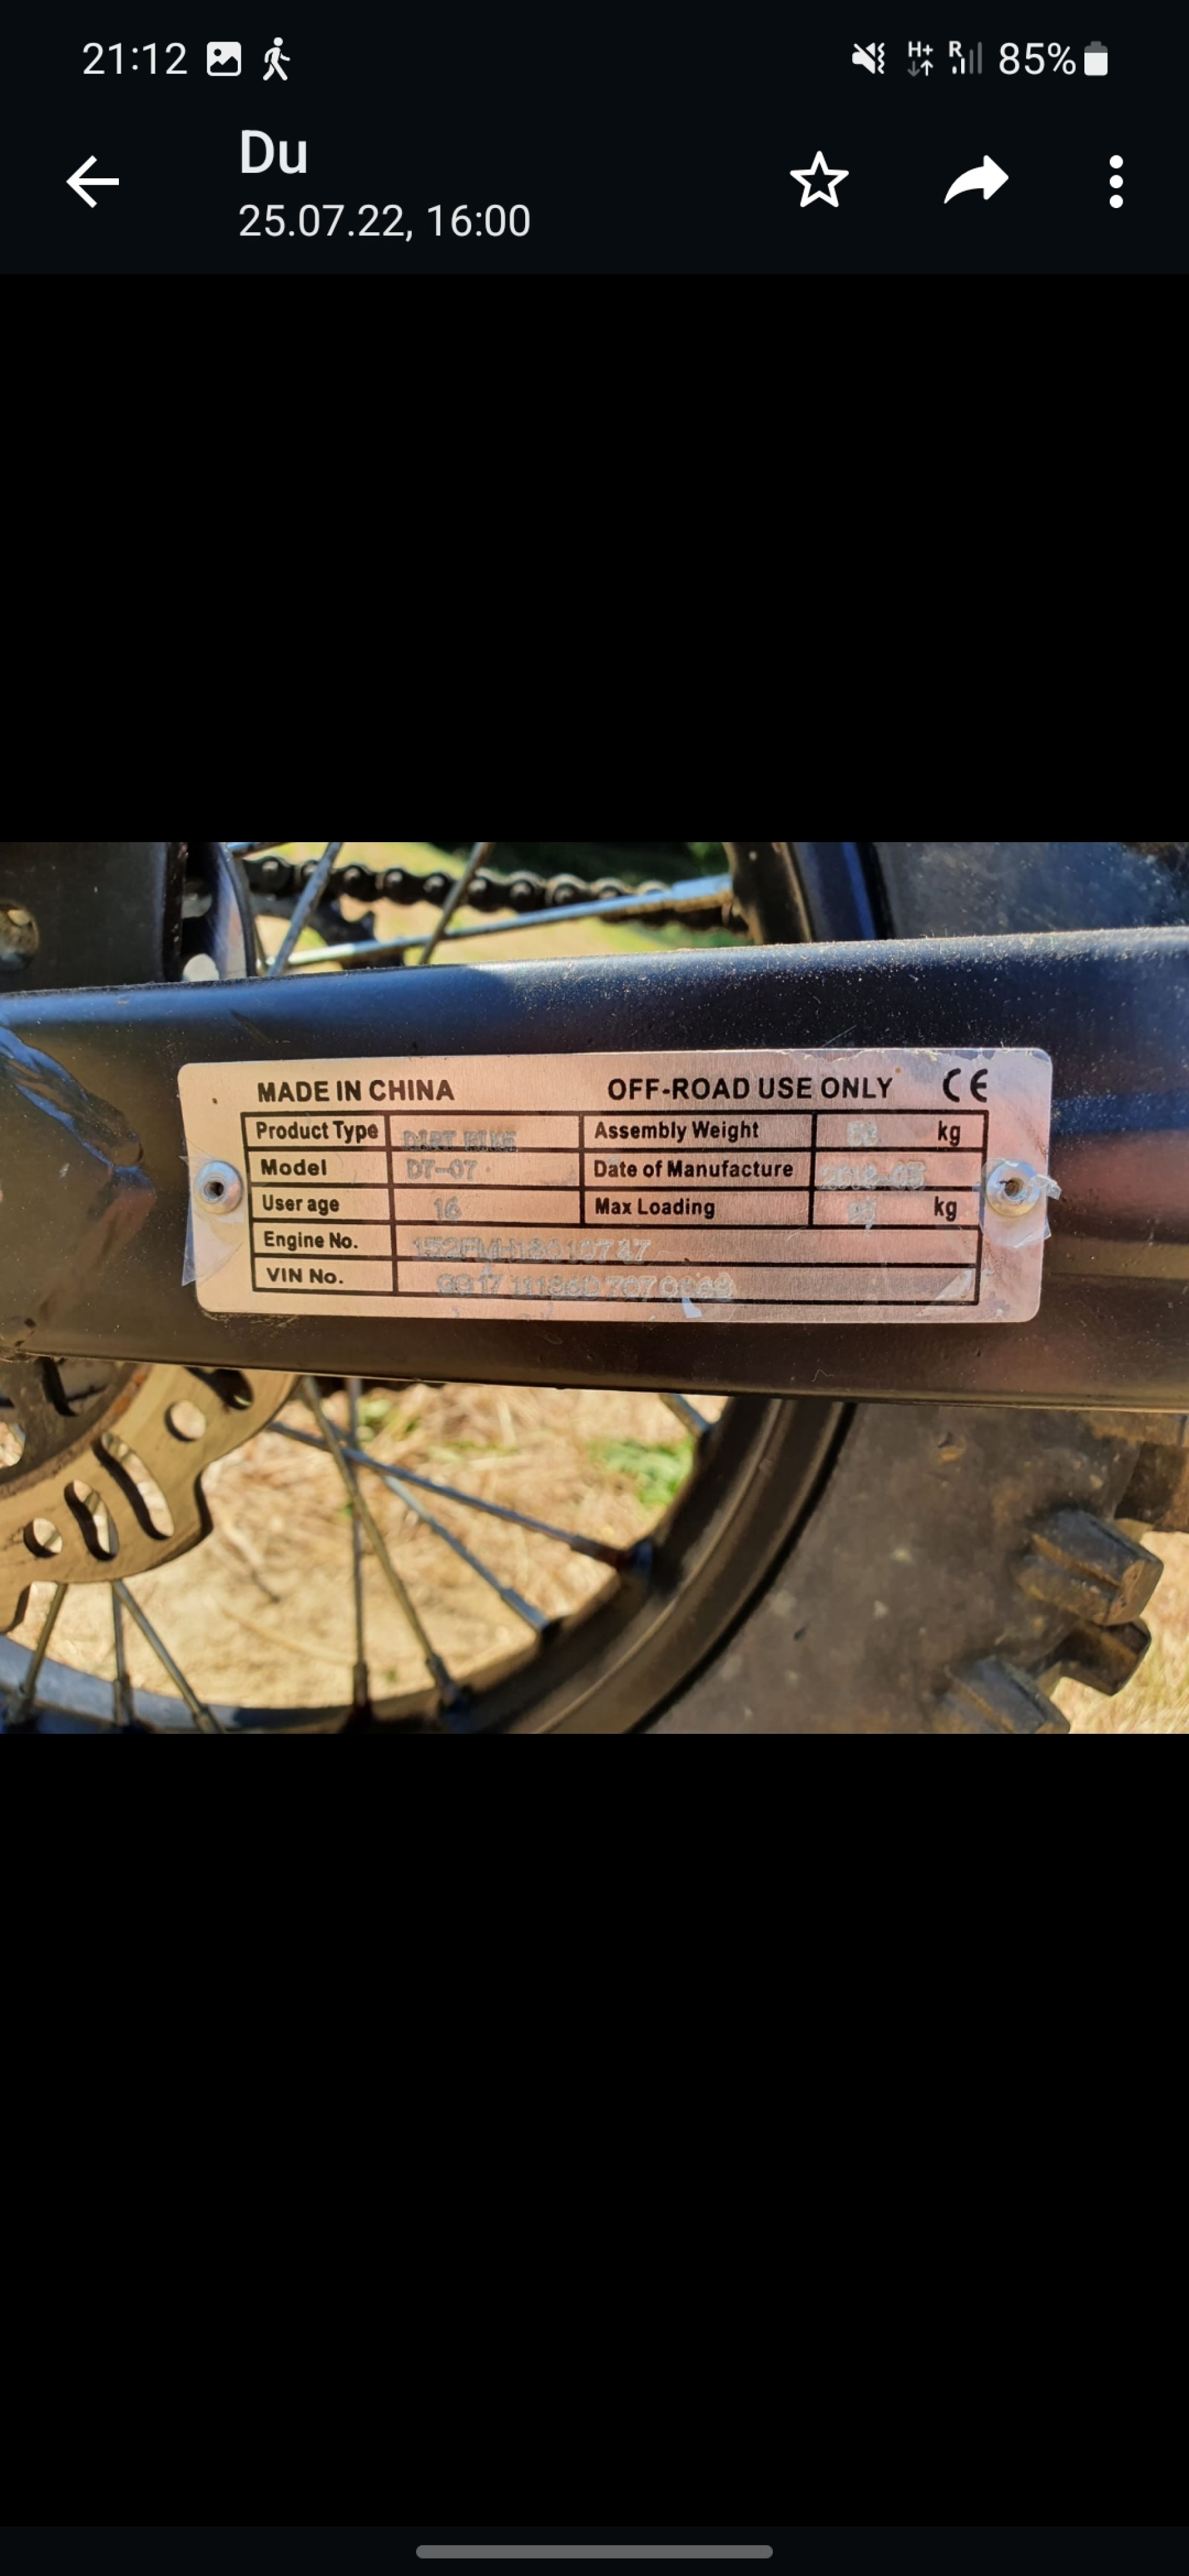 21:12 H+ R 85%
Du
25.07.22, 16:00
MADE IN CHINA OFF-ROAD USE ONLY CE
Product Type DIRT BIKE Assembly Weight kg
Model D7-07 Date of Manufacture
User age 16 Max Loading kg
Engine No.
VIN No.